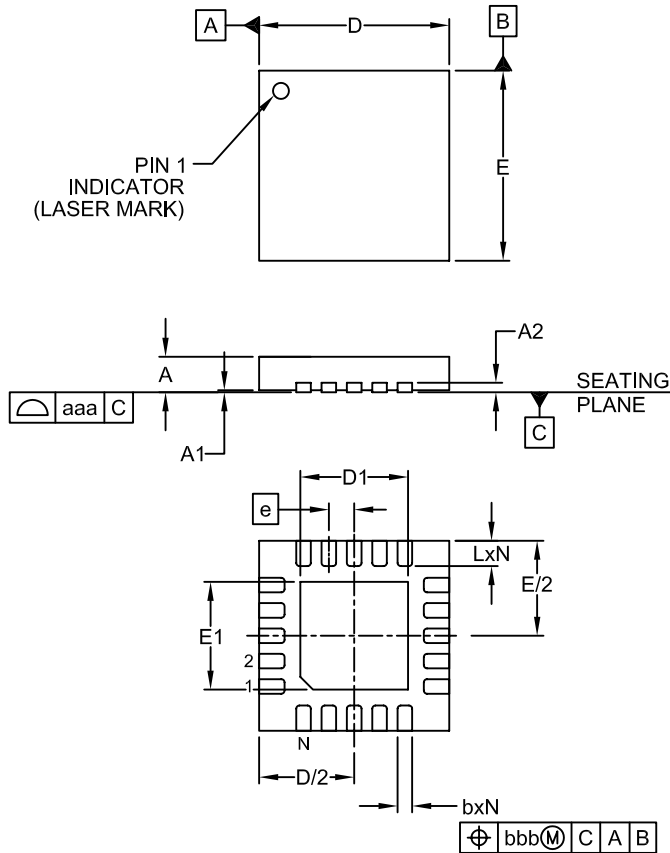 A
D
B
PIN 1
INDICATOR
(LASER MARK)
E
A2
A
SEATING
PLANE
aaa C
C
A1
D1
e
LxN
E/2
E1
2
1
N
D/2
bxN
bbb Ⓜ C A B